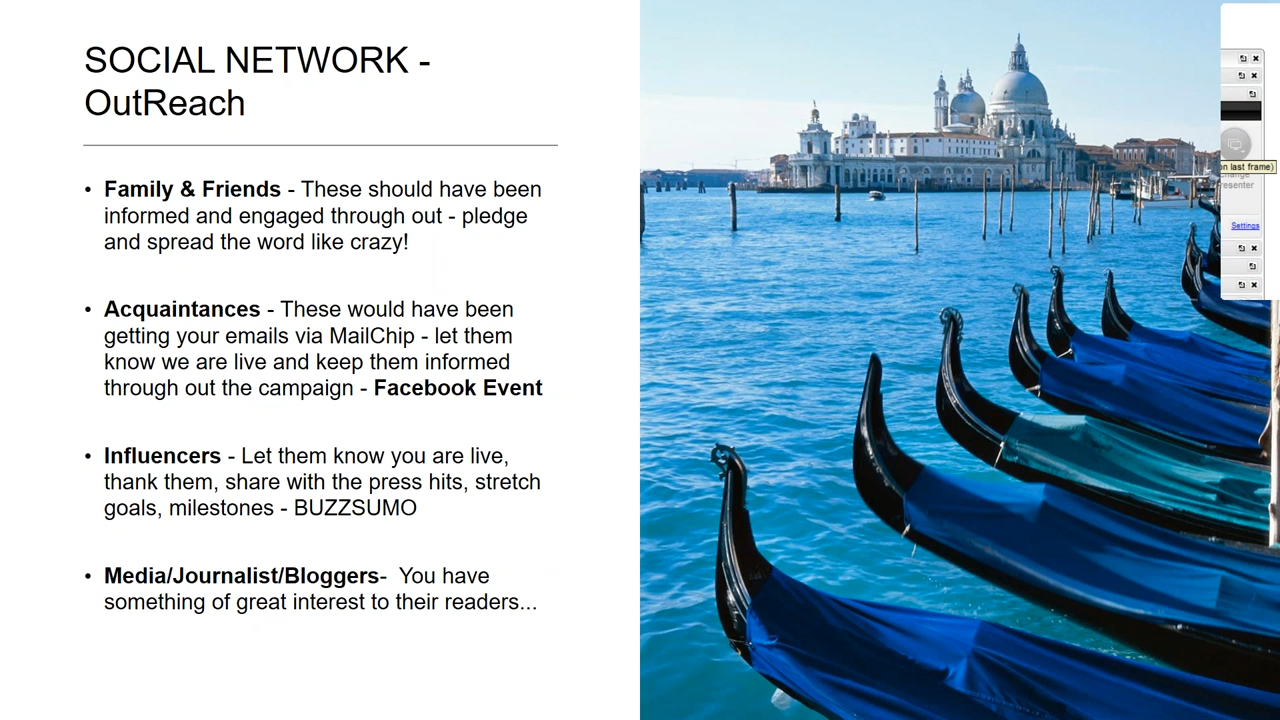 SOCIAL NETWORK -
OutReach
• Family & Friends - These should have been
informed and engaged through out - pledge
and spread the word like crazy!
• Acquaintances - These would have been
getting your emails via MailChip - let them
know we are live and keep them informed
through out the campaign - Facebook Event
• Influencers - Let them know you are live,
thank them, share with the press hits, stretch
goals, milestones - BUZZSUMO
• Media/Journalist/Bloggers-  You have
something of great interest to their readers...
on last frame)
Settings